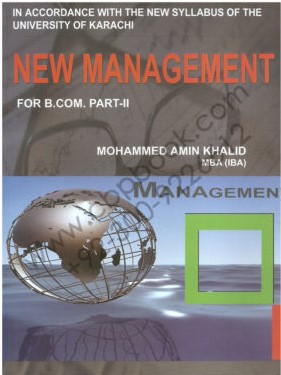 IN ACCORDANCE WITH THE NEW SYLLABUS OF THE
UNIVERSITY OF KARACHI
NEW MANAGEMENT
FOR B.COM. PART-II
MOHAMMED AMIN KHALID
MBA (IBA)
MANAGEMEN